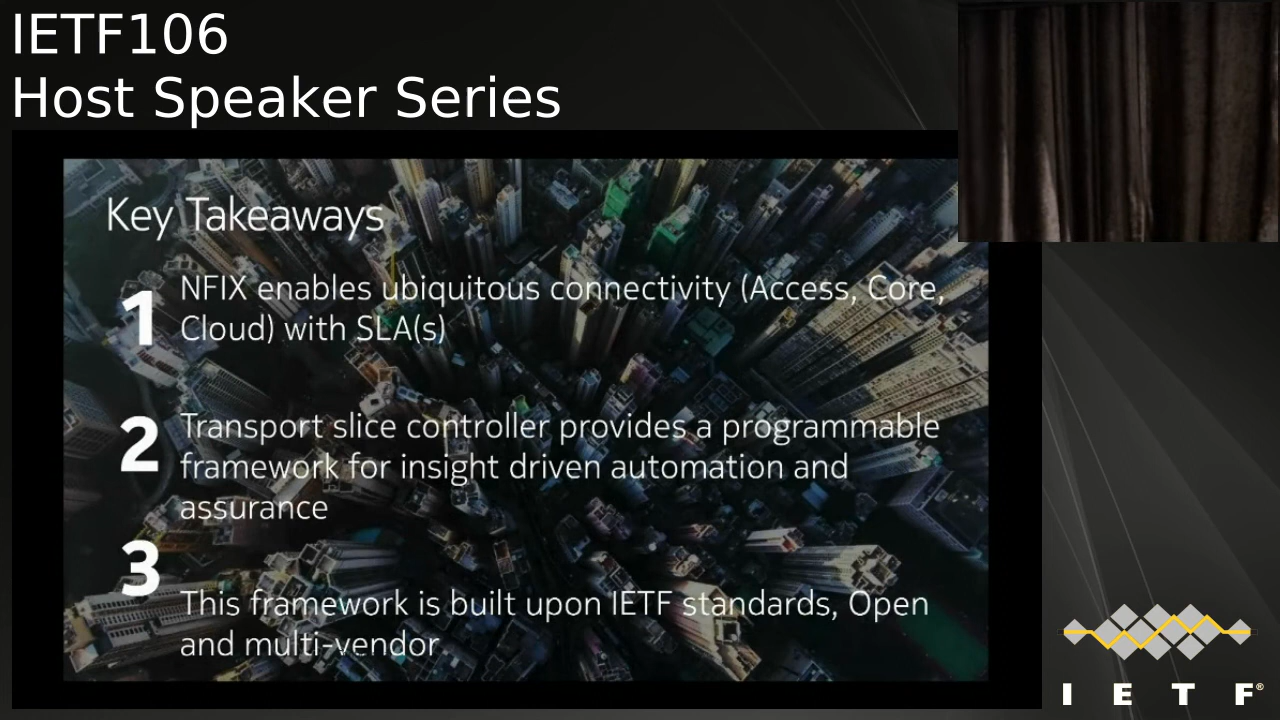 IETF106
Host Speaker Series
Key Takeaways
1
NFIX enables ubiquitous connectivity (Access, Core,
Cloud) with SLA(s)
2
Transport slice controller provides a programmable
framework for insight driven automation and
assurance
3
This framework is built upon IETF standards, Open
and multi-vendor
I E T F®